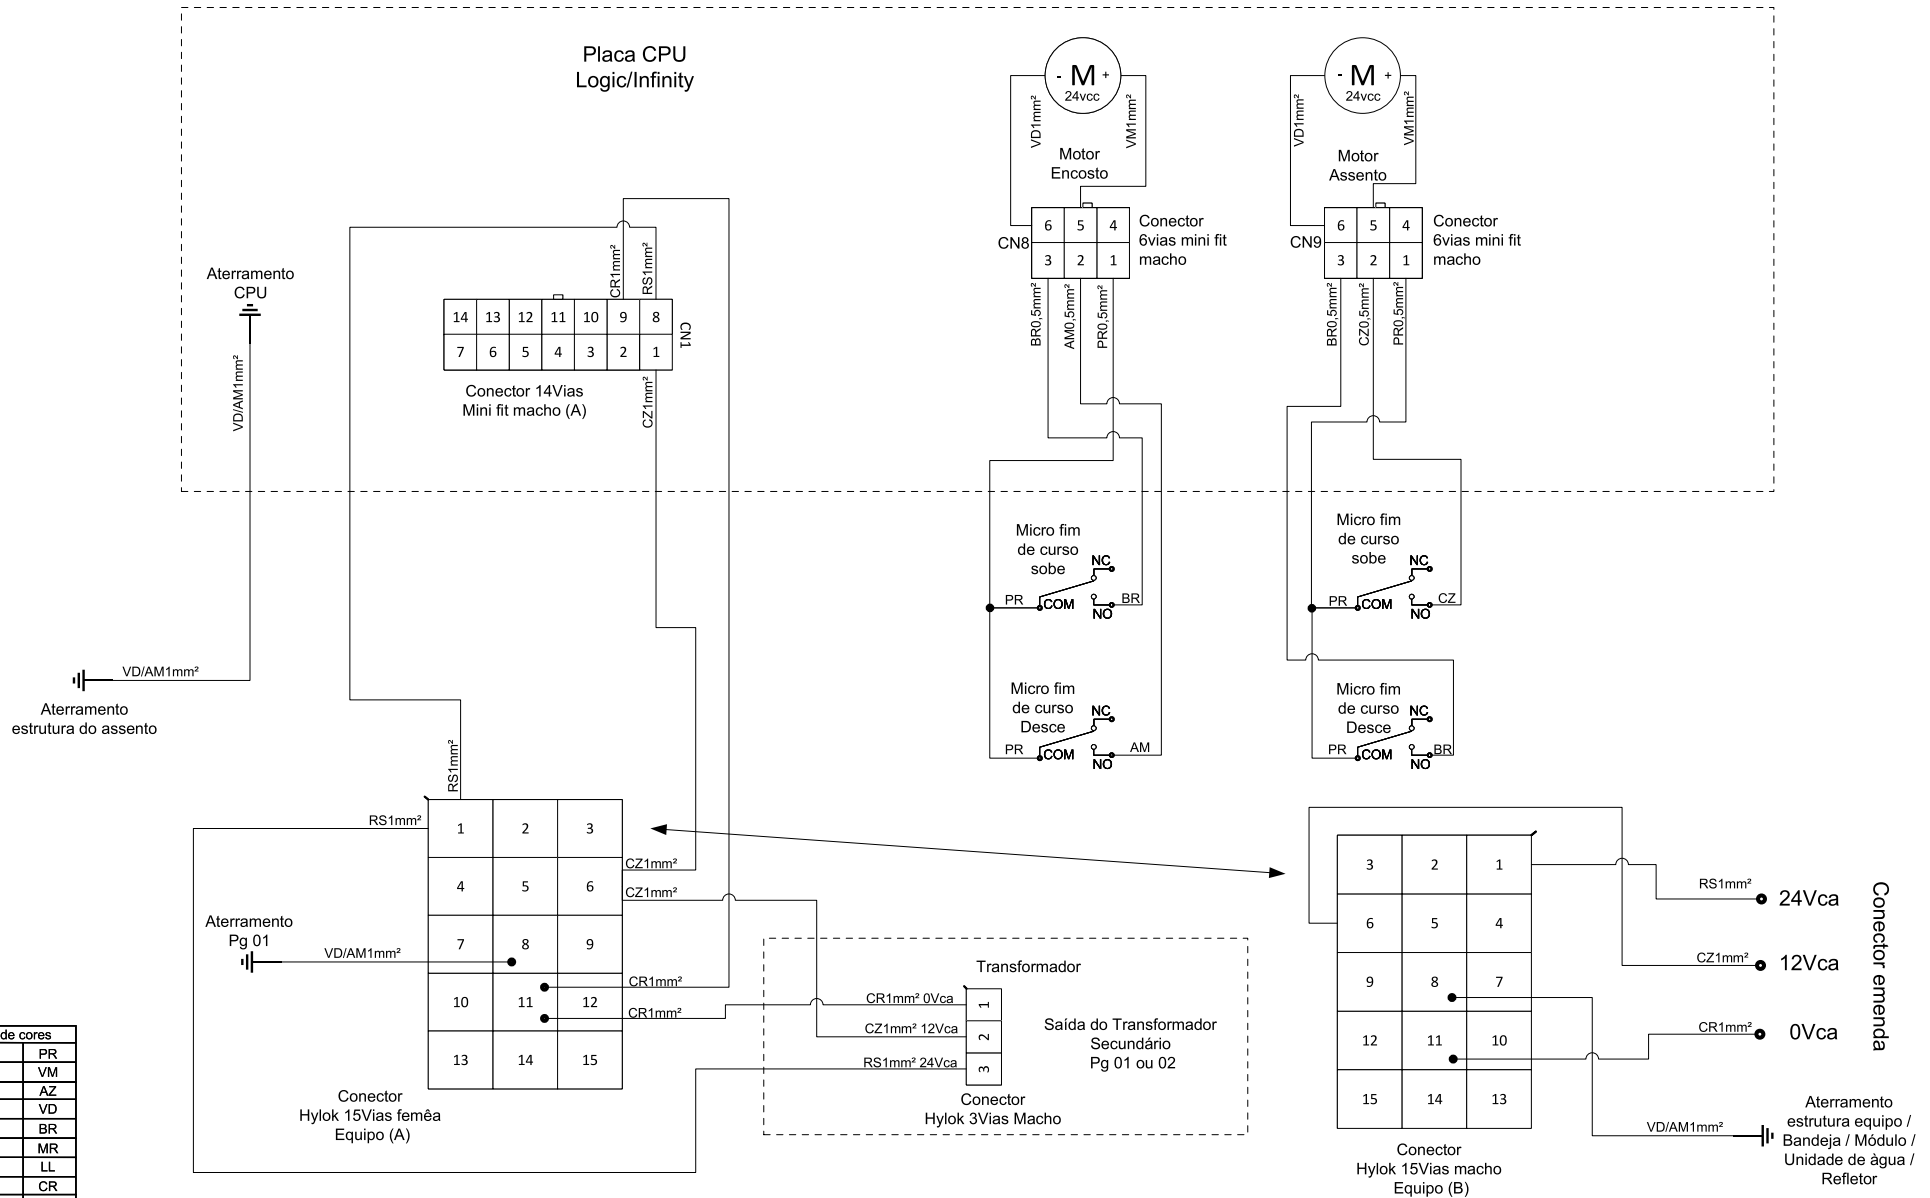 Placa CPU
Logic/Infinity
- M +
24vcc
VD1mm²
VM1mm²
Motor
Encosto
- M +
24vcc
VD1mm²
VM1mm²
Motor
Assento
6 5 4
3 2 1
CN8
Conector
6vias mini fit
macho
6 5 4
3 2 1
CN9
Conector
6vias mini fit
macho
BR0,5mm²
AM0,5mm²
PR0,5mm²
BR0,5mm²
CZ0,5mm²
PR0,5mm²
Aterramento
CPU
VD/AM1mm²
CR1mm²
RS1mm²
14 13 12 11 10 9 8
7 6 5 4 3 2 1
CN1
Conector 14Vias
Mini fit macho (A)
CZ1mm²
Micro fim
de curso
sobe
NC
PR
COM
NO
BR
Micro fim
de curso
sobe
NC
PR
COM
NO
CZ
VD/AM1mm²
Aterramento
estrutura do assento
Micro fim
de curso
Desce
NC
PR
COM
NO
AM
Micro fim
de curso
Desce
NC
PR
COM
NO
BR
RS1mm²
RS1mm²
1 2 3
4 5 6
7 8 9
10 11 12
13 14 15
CZ1mm²
CZ1mm²
Aterramento
Pg 01
VD/AM1mm²
CR1mm²
CR1mm²
Conector
Hylok 15Vias femêa
Equipo (A)
Transformador
CR1mm² 0Vca
CZ1mm² 12Vca
RS1mm² 24Vca
1
2
3
Saída do Transformador
Secundário
Pg 01 ou 02
Conector
Hylok 3Vias Macho
3 2 1
6 5 4
9 8 7
12 11 10
15 14 13
Conector
Hylok 15Vias macho
Equipo (B)
RS1mm²
24Vca
CZ1mm²
12Vca
CR1mm²
0Vca
Conector emenda
VD/AM1mm²
Aterramento
estrutura equipo /
Bandeja / Módulo /
Unidade de àgua /
Refletor
de cores
PR
VM
AZ
VD
BR
MR
LL
CR